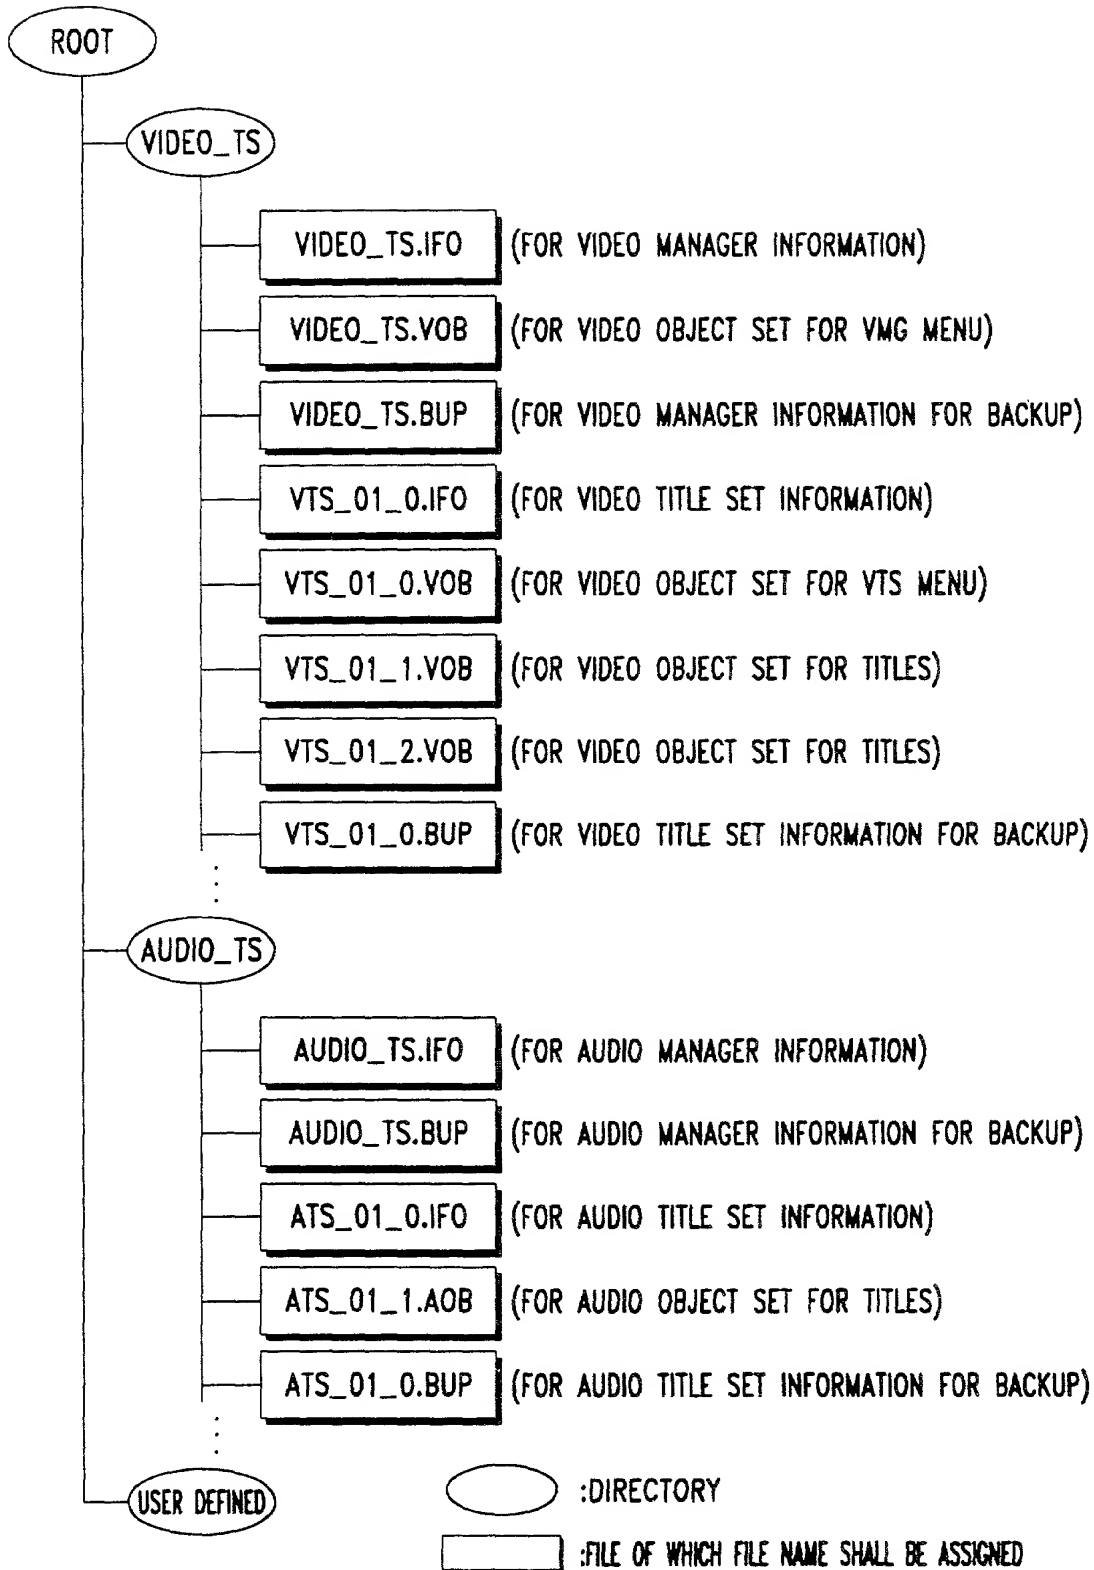 ROOT
VIDEO_TS
VIDEO_TS.IFO (FOR VIDEO MANAGER INFORMATION)
VIDEO_TS.VOB (FOR VIDEO OBJECT SET FOR VMG MENU)
VIDEO_TS.BUP (FOR VIDEO MANAGER INFORMATION FOR BACKUP)
VTS_01_0.IFO (FOR VIDEO TITLE SET INFORMATION)
VTS_01_0.VOB (FOR VIDEO OBJECT SET FOR VTS MENU)
VTS_01_1.VOB (FOR VIDEO OBJECT SET FOR TITLES)
VTS_01_2.VOB (FOR VIDEO OBJECT SET FOR TITLES)
VTS_01_0.BUP (FOR VIDEO TITLE SET INFORMATION FOR BACKUP)
AUDIO_TS
AUDIO_TS.IFO (FOR AUDIO MANAGER INFORMATION)
AUDIO_TS.BUP (FOR AUDIO MANAGER INFORMATION FOR BACKUP)
ATS_01_0.IFO (FOR AUDIO TITLE SET INFORMATION)
ATS_01_1.AOB (FOR AUDIO OBJECT SET FOR TITLES)
ATS_01_0.BUP (FOR AUDIO TITLE SET INFORMATION FOR BACKUP)
USER DEFINED
:DIRECTORY
:FILE OF WHICH FILE NAME SHALL BE ASSIGNED